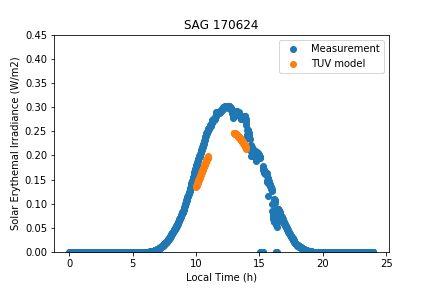 SAG 170624
Solar Erythemal Irradiance (W/m2)
0.45
0.40
0.35
0.30
0.25
0.20
0.15
0.10
0.05
0.00
Measurement
TUV model
0 5 10 15 20 25
Local Time (h)